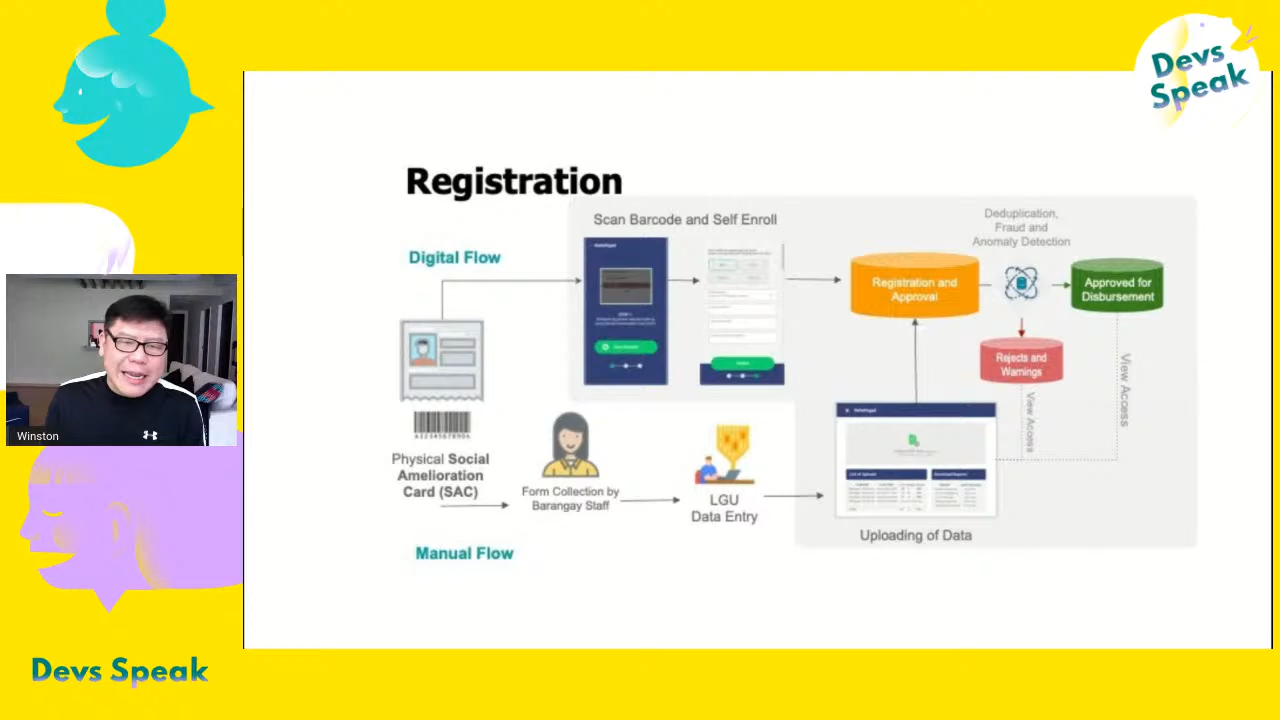 Devs
Speak
Registration
Scan Barcode and Self Enroll
Deduplication,
Fraud and
Anomaly Detection
Digital Flow
Registration and
Approval
Approved for
Disbursement
Rejects and
Warnings
View Access
View Access
Winston
Physical Social
Amelioration
Card (SAC)
Form Collection by
Barangay Staff
LGU
Data Entry
Uploading of Data
Manual Flow
Devs Speak